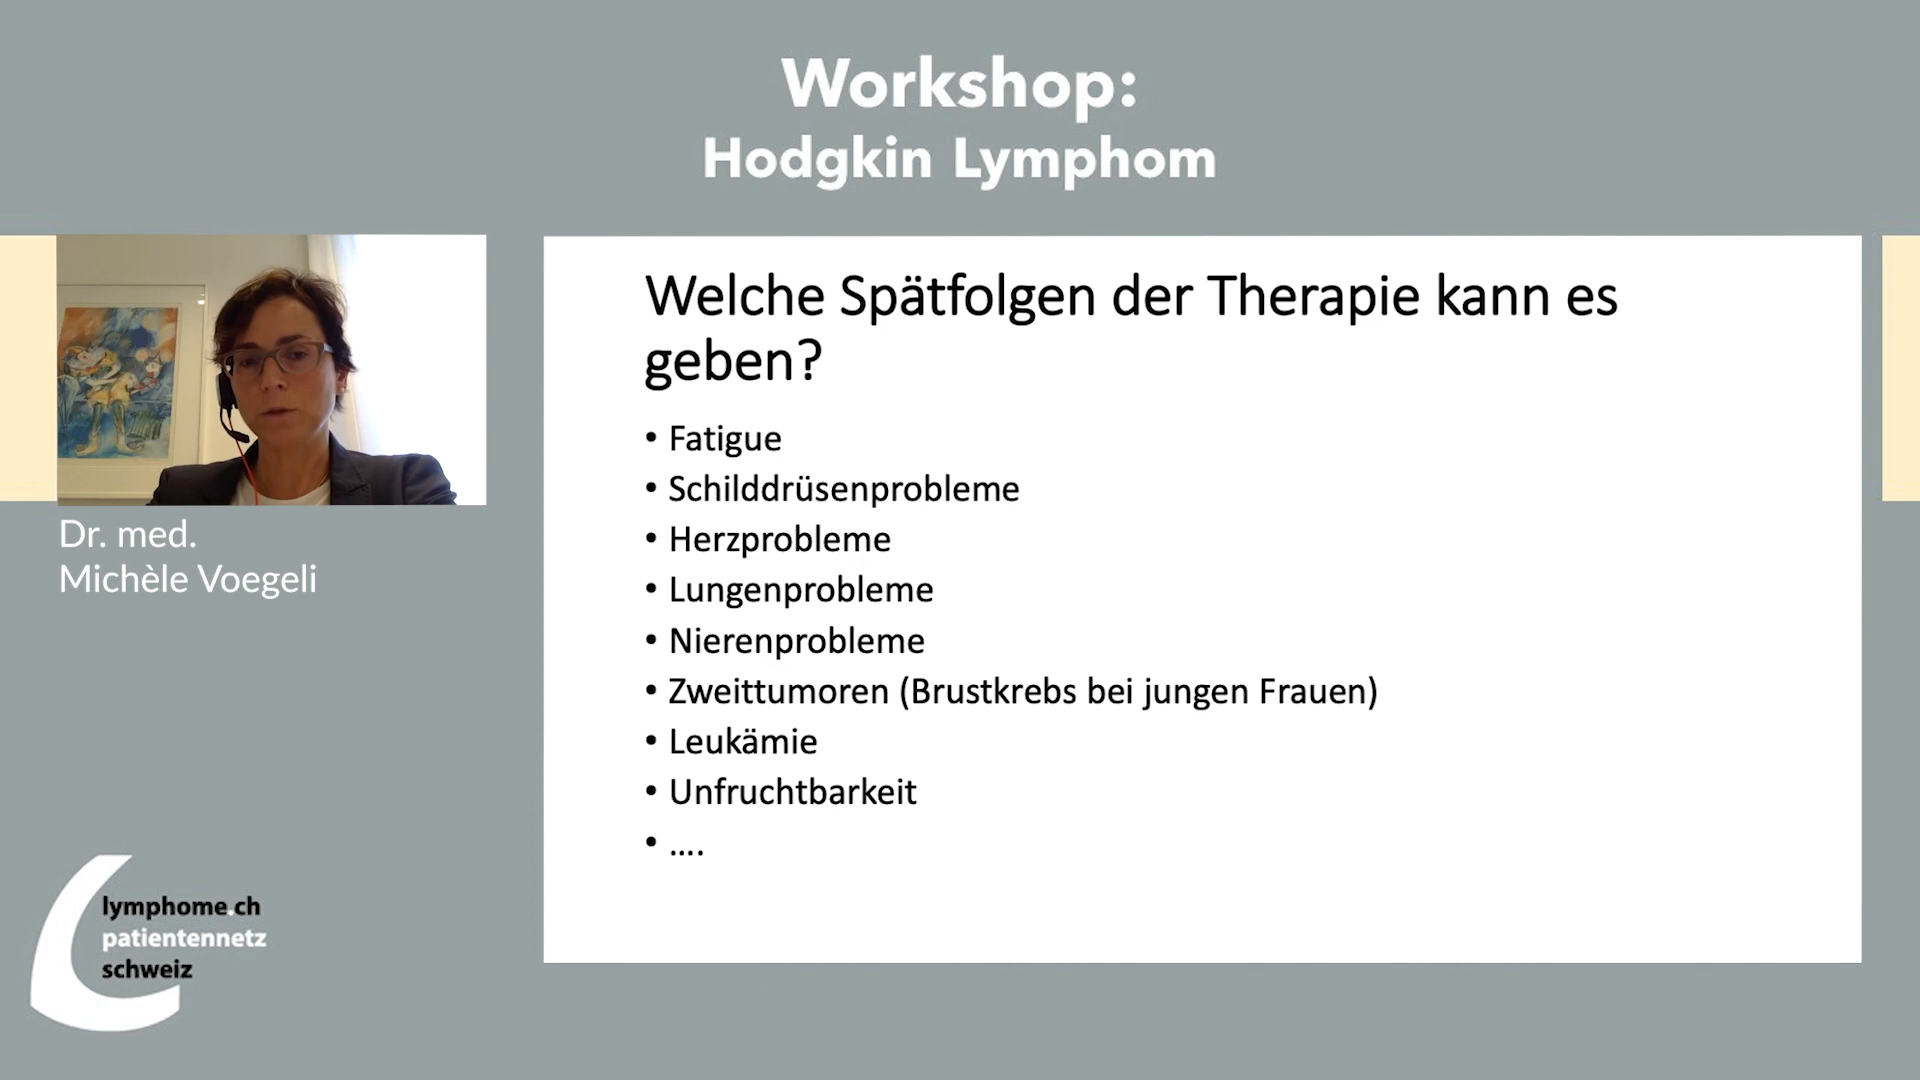 Workshop:
Hodgkin Lymphom
Welche Spätfolgen der Therapie kann es
geben?
• Fatigue
• Schilddrüsenprobleme
• Herzprobleme
• Lungenprobleme
• Nierenprobleme
• Zweittumoren (Brustkrebs bei jungen Frauen)
• Leukämie
• Unfruchtbarkeit
• ....
Dr. med.
Michèle Voegeli
lymphome.ch
patientennetz
schweiz